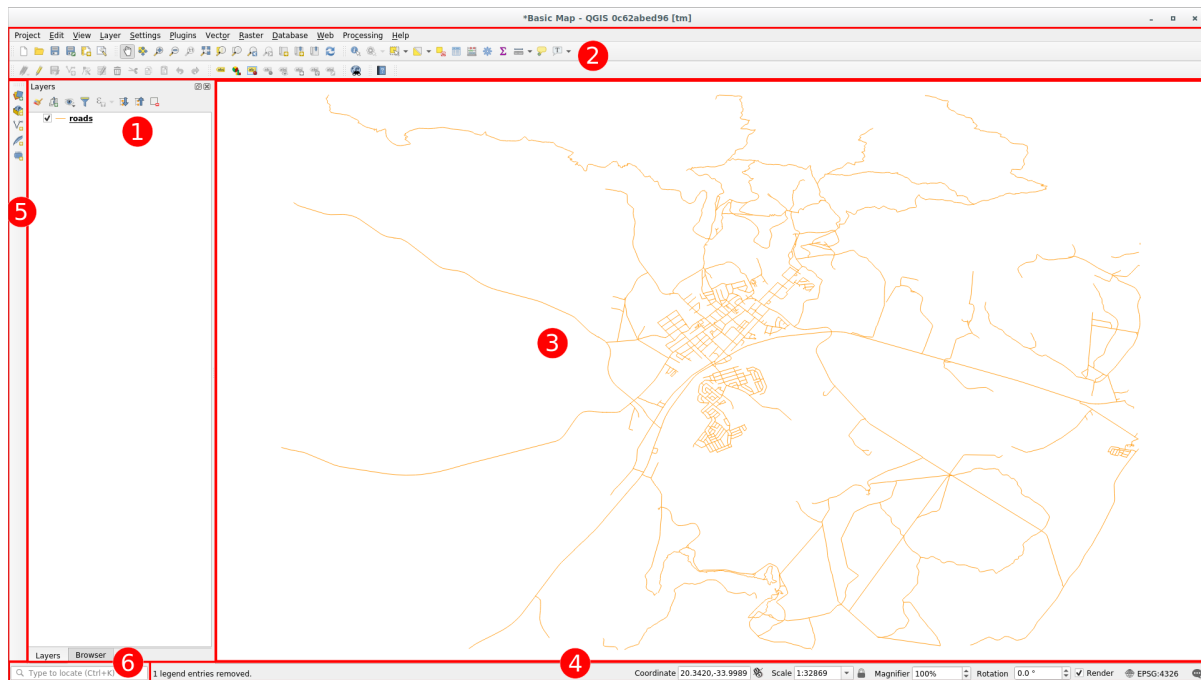 *Basic Map - QGIS 0c62abed96 [tm]
Project Edit View Layer Settings Plugins Vector Raster Database Web Processing Help
2
Layers
roads
1
5
3
Layers Browser
6
4
Type to locate (Ctrl+K) 1 legend entries removed. Coordinate 20.3420,-33.9989 Scale 1:32869 Magnifier 100% Rotation 0.0 ° Render EPSG:4326